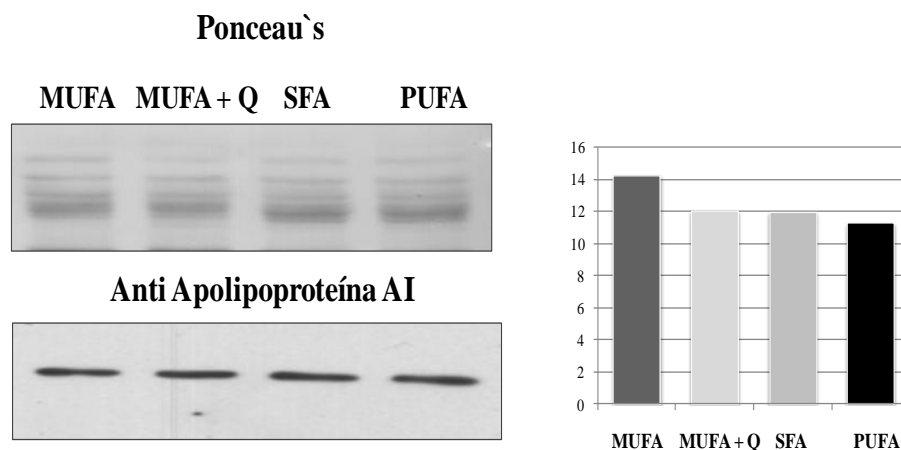 Ponceau`s
MUFA MUFA + Q SFA PUFA
Anti Apolipoproteína AI
16
14
12
10
8
6
4
2
0
MUFA MUFA + Q SFA PUFA